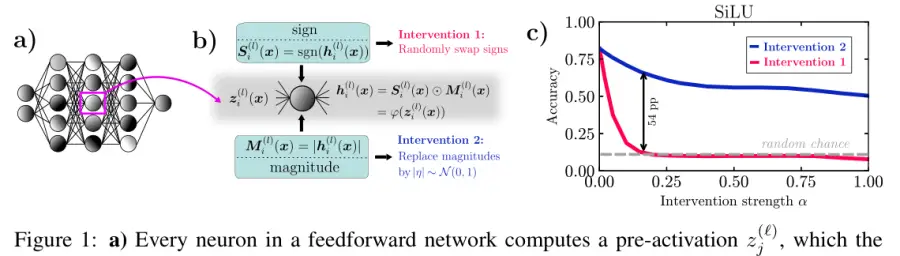 a)
b)
sign
S_i^(l)(x) = sgn(h_i^(l)(x))
Intervention 1:
Randomly swap signs
z_i^(l)(x)
h_i^(l)(x) = S_i^(l)(x) ⊙ M_i^(l)(x)
= φ(z_i^(l)(x))
M_i^(l)(x) = |h_i^(l)(x)|
magnitude
Intervention 2:
Replace magnitudes
by |η| ∼ N(0, 1)
c)
SiLU
Accuracy
1.00
0.75
0.50
0.25
0.00
Intervention 2
Intervention 1
54 pp
random chance
0.00 0.25 0.50 0.75 1.00
Intervention strength α
Figure 1: a) Every neuron in a feedforward network computes a pre-activation z_j^(ℓ), which the